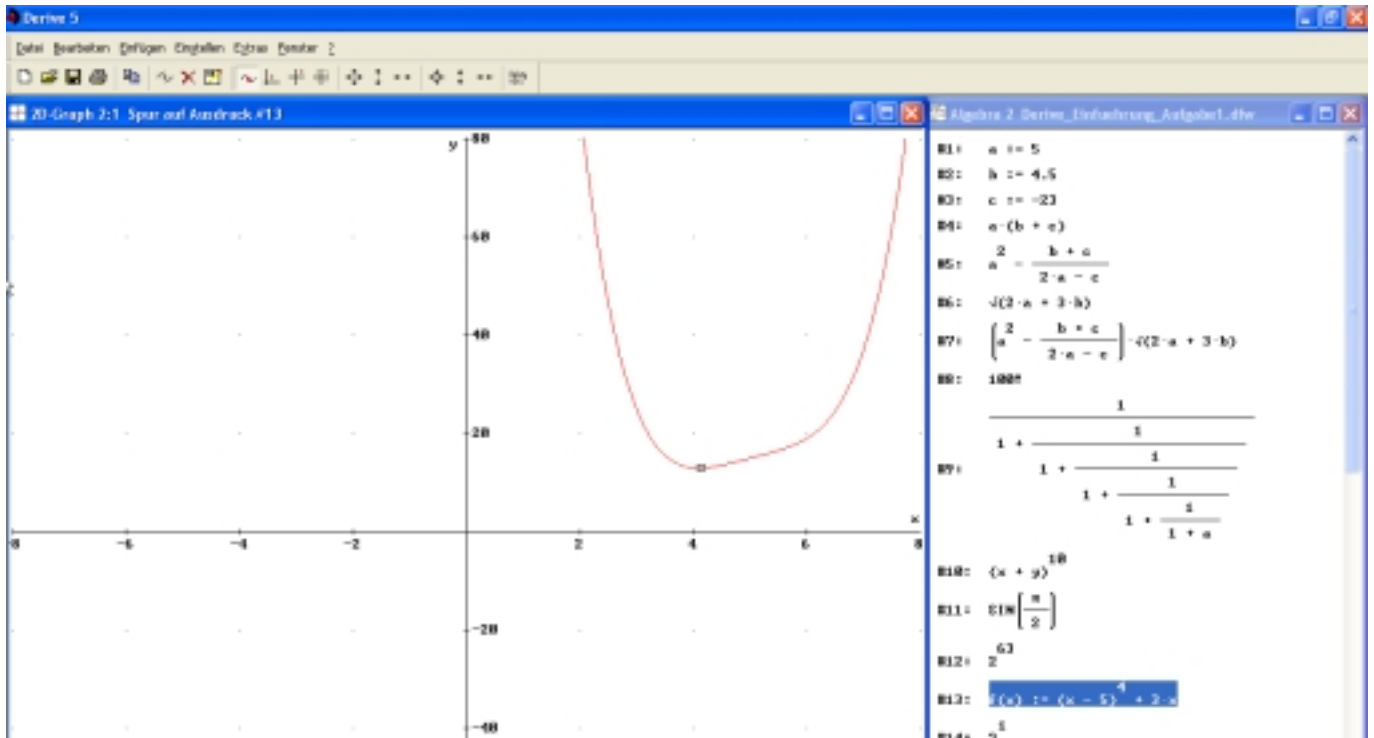 Derive 5
Datei Bearbeiten Einfügen Einstellen Extras Fenster ?
2D-Graph 2:1 Spur auf Ausdruck #13
Algebra 2 Derive_Einfuehrung_Aufgabe1.dfw
y
80
60
40
20
-20
-40
x
-8 -6 -4 -2 2 4 6 8
#1: a := 5
#2: b := 4.5
#3: c := -23
#4: a·(b + c)
#5: a^2 - (b + c)/(2·a - c)
#6: √(2·a + 3·b)
#7: (a^2 - (b + c)/(2·a - c))·√(2·a + 3·b)
#8: 100!
#9: 1/(1 + 1/(1 + 1/(1 + 1/(1 + 1/(1 + a)))))
#10: (x + y)^10
#11: SIN(π/2)
#12: 2^63
#13: f(x) := (x - 5)^4 + 3·x
#14: